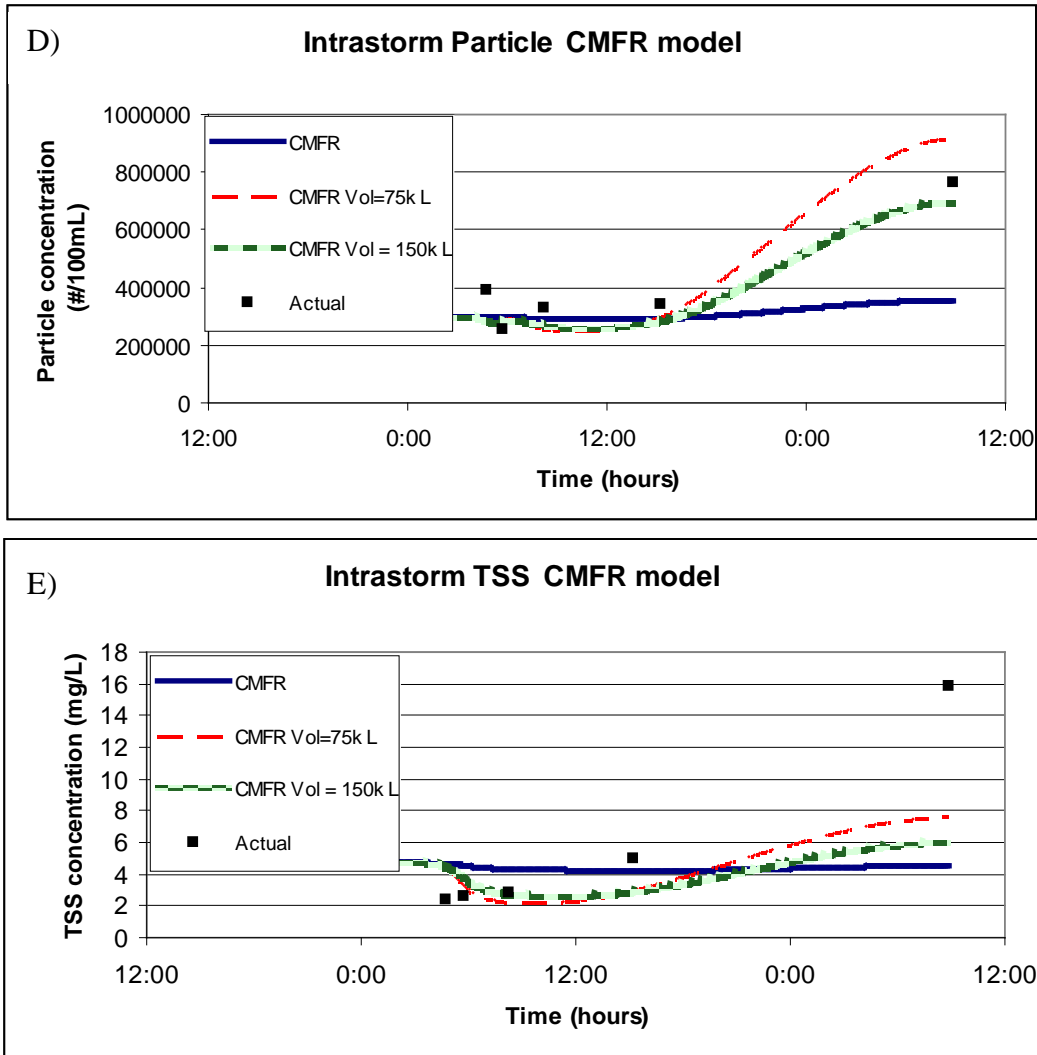 D)
Intrastorm Particle CMFR model
Particle concentration
(#/100mL)
1000000
800000
600000
400000
200000
0
CMFR
CMFR Vol=75k L
CMFR Vol = 150k L
Actual
12:00
0:00
12:00
0:00
12:00
Time (hours)
E)
Intrastorm TSS CMFR model
TSS concentration (mg/L)
18
16
14
12
10
8
6
4
2
0
CMFR
CMFR Vol=75k L
CMFR Vol = 150k L
Actual
12:00
0:00
12:00
0:00
12:00
Time (hours)